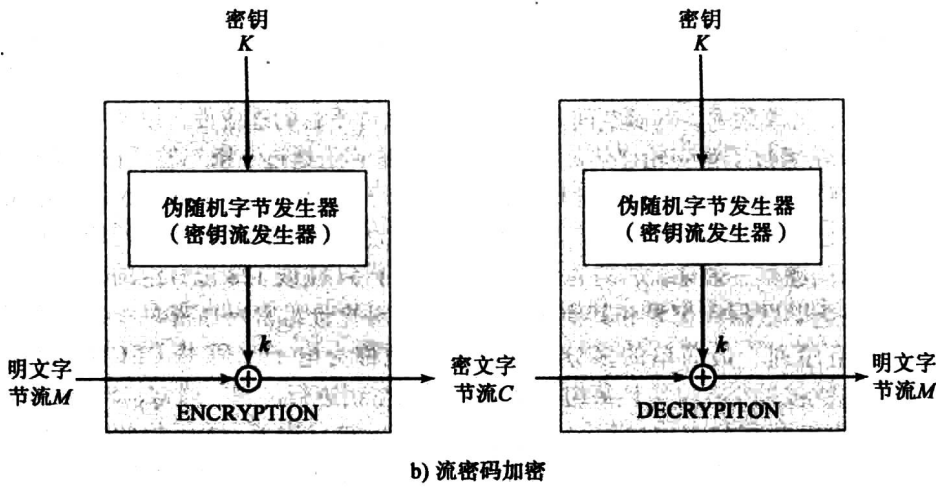 密钥
K
伪随机字节发生器
（密钥流发生器）
k
明文字
节流M
ENCRYPTION
密文字
节流C
密钥
K
伪随机字节发生器
（密钥流发生器）
k
DECRYPITON
明文字
节流M
b) 流密码加密